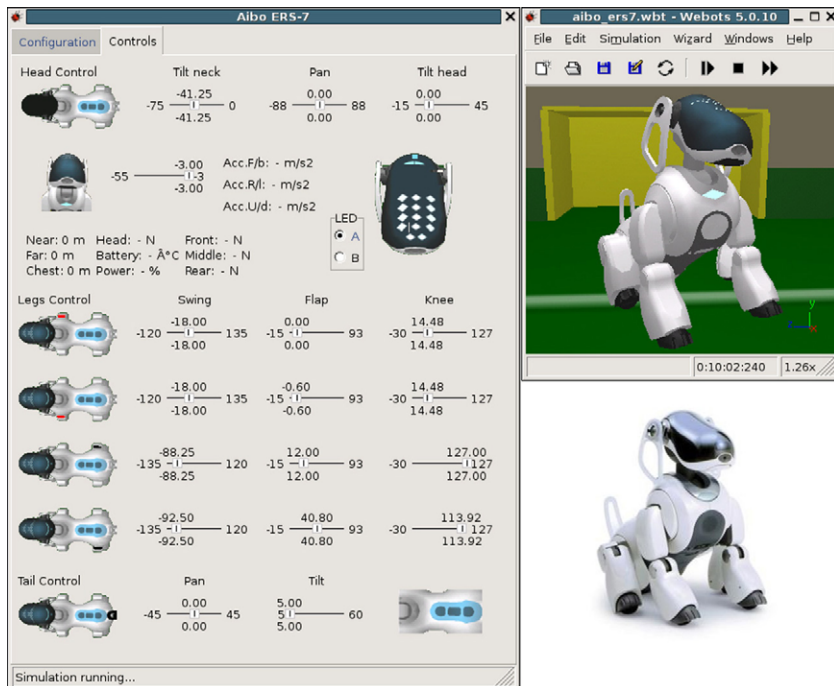 Aibo ERS-7
Configuration Controls
Head Control Tilt neck Pan Tilt head
-41.25 0.00 0.00
-75 0 -88 88 -15 45
-41.25 0.00 0.00
-3.00
-55 -3
-3.00
Acc.F/b: - m/s2
Acc.R/l: - m/s2
Acc.U/d: - m/s2
LED
A
B
Near: 0 m Head: - N Front: - N
Far: 0 m Battery: - Â°C Middle: - N
Chest: 0 m Power: - % Rear: - N
Legs Control Swing Flap Knee
-18.00 0.00 14.48
-120 135 -15 93 -30 127
-18.00 0.00 14.48
-18.00 -0.60 14.48
-120 135 -15 93 -30 127
-18.00 -0.60 14.48
-88.25 12.00 127.00
-135 120 -15 93 -30 127
-88.25 12.00 127.00
-92.50 40.80 113.92
-135 120 -15 93 -30 127
-92.50 40.80 113.92
Tail Control Pan Tilt
0.00 5.00
-45 45 5 60
0.00 5.00
Simulation running...
aibo_ers7.wbt - Webots 5.0.10
File Edit Simulation Wizard Windows Help
y
z x
0:10:02:240 1.26x